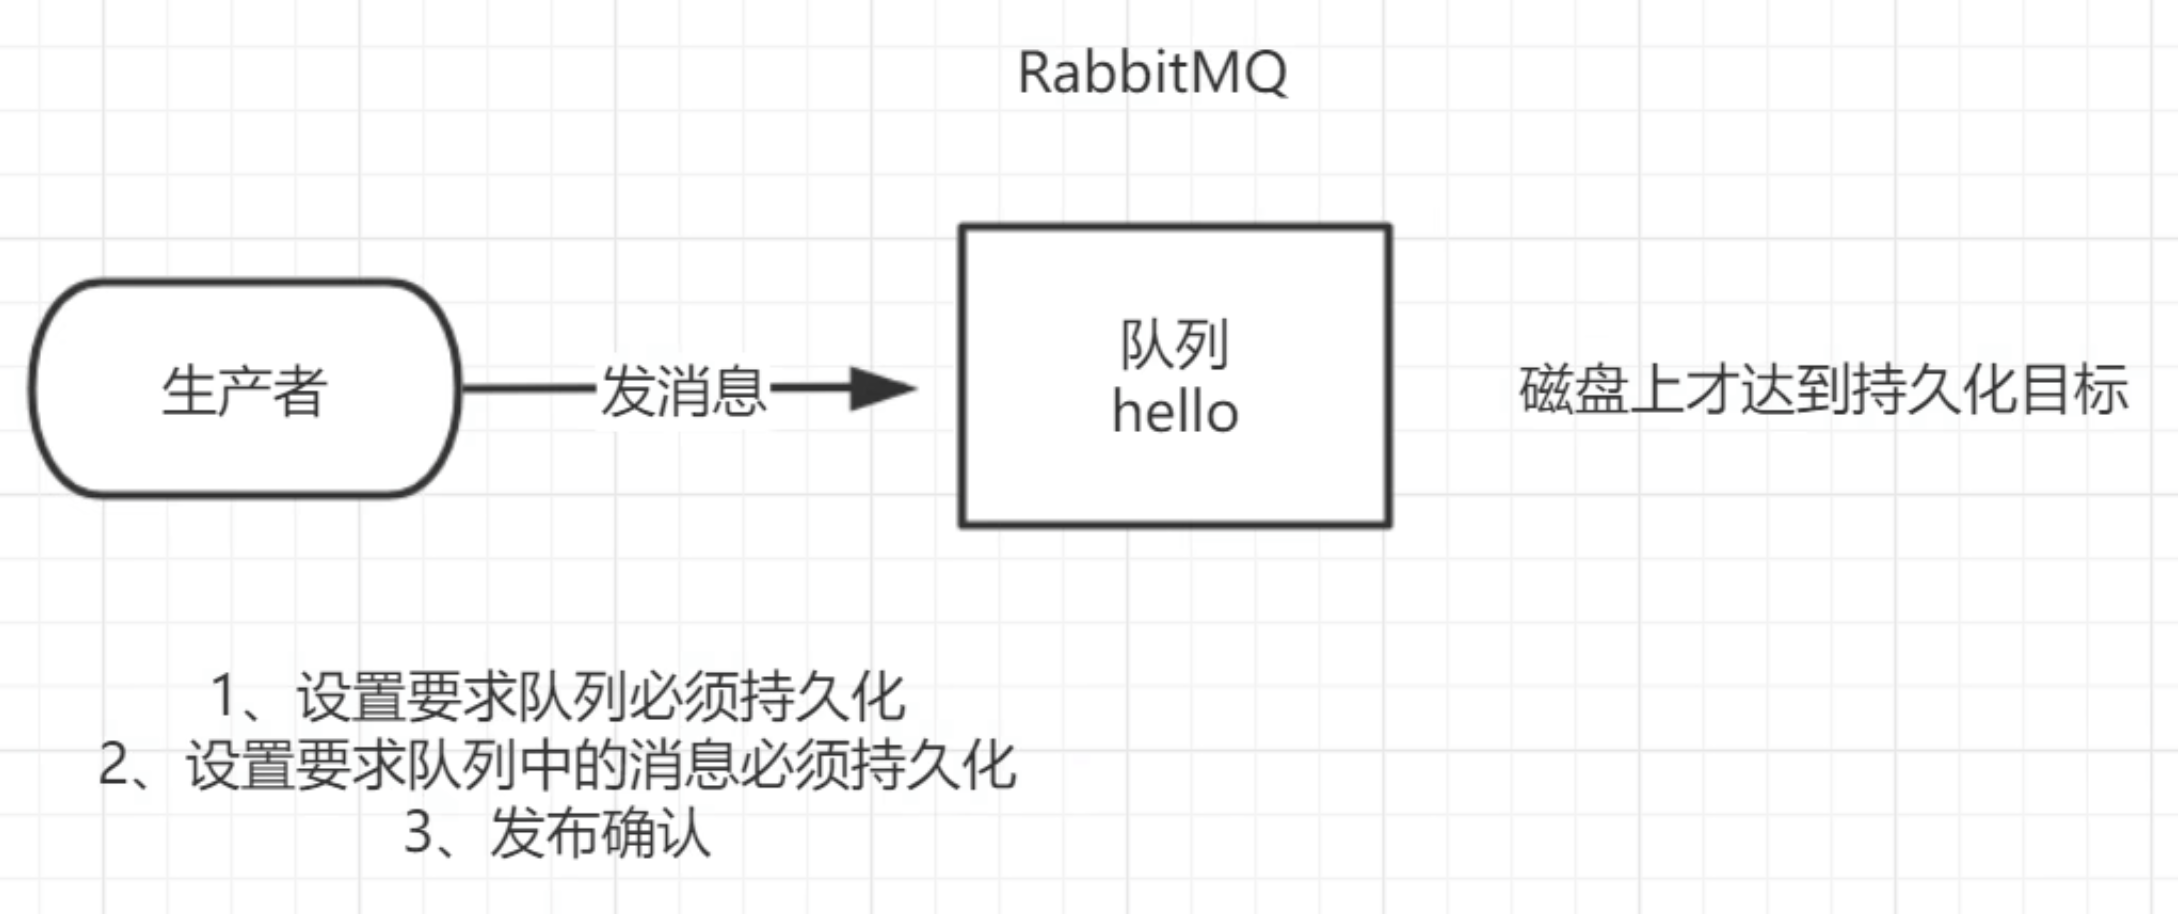 RabbitMQ
生产者
发消息
队列
hello
磁盘上才达到持久化目标
1、设置要求队列必须持久化
2、设置要求队列中的消息必须持久化
3、发布确认